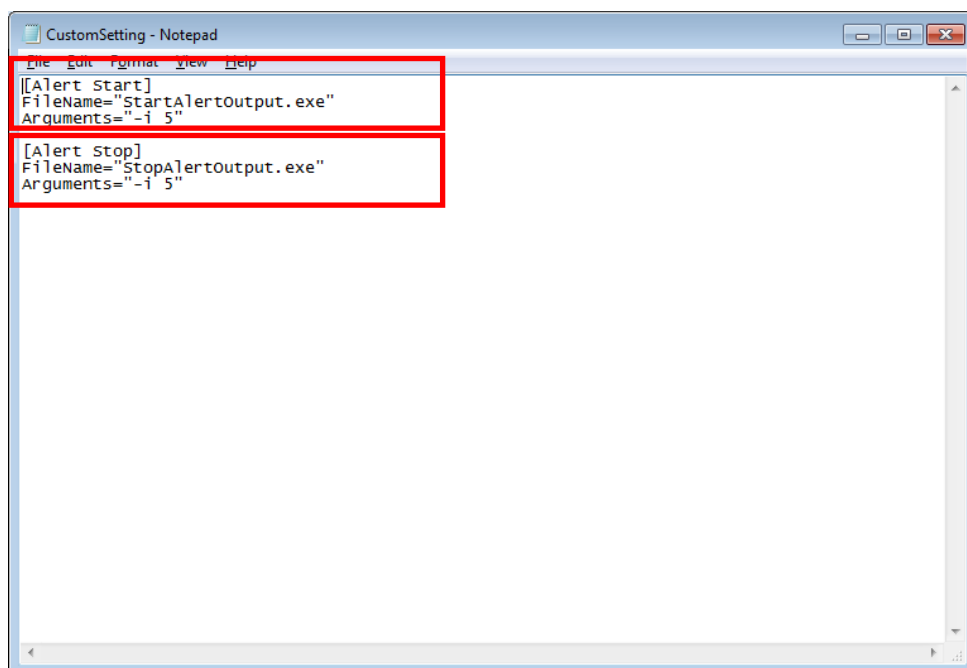 CustomSetting - Notepad
File Edit Format View Help
[Alert Start]
FileName="StartAlertOutput.exe"
Arguments="-i 5"
[Alert Stop]
FileName="StopAlertOutput.exe"
Arguments="-i 5"